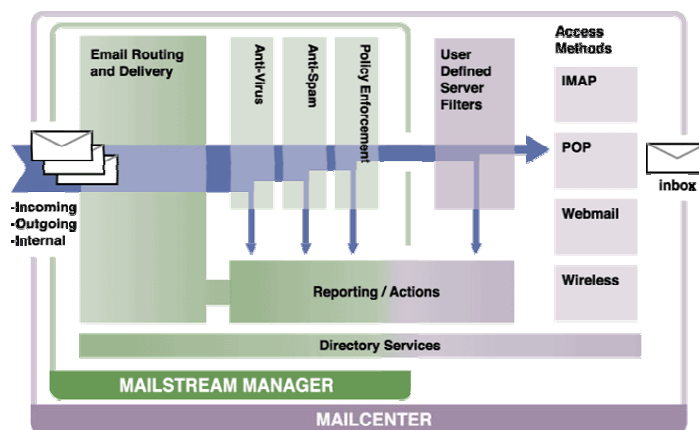 Email Routing
and Delivery
Anti-Virus
Anti-Spam
Policy Enforcement
User
Defined
Server
Filters
Access
Methods
IMAP
POP
Webmail
Wireless
-Incoming
-Outgoing
-Internal
inbox
Reporting / Actions
Directory Services
MAILSTREAM MANAGER
MAILCENTER